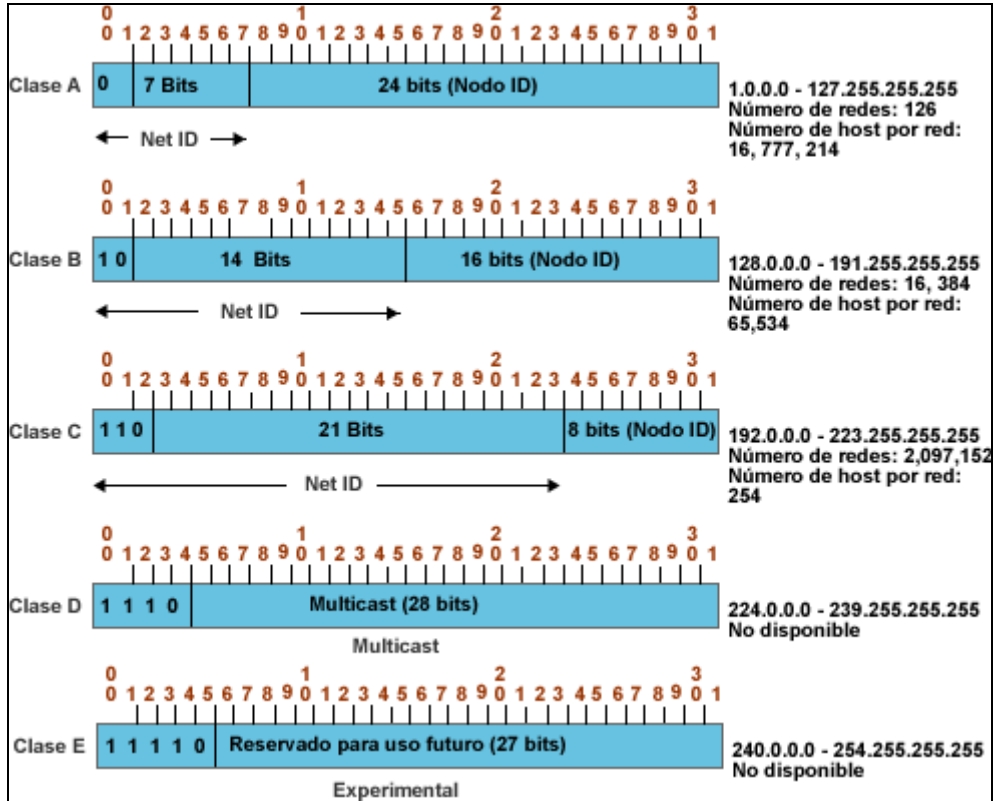 0 1 2 3
0 1 2 3 4 5 6 7 8 9 0 1 2 3 4 5 6 7 8 9 0 1 2 3 4 5 6 7 8 9 0 1
Clase A 0 7 Bits 24 bits (Nodo ID)
Net ID
1.0.0.0 - 127.255.255.255
Número de redes: 126
Número de host por red:
16, 777, 214
0 1 2 3
0 1 2 3 4 5 6 7 8 9 0 1 2 3 4 5 6 7 8 9 0 1 2 3 4 5 6 7 8 9 0 1
Clase B 1 0 14 Bits 16 bits (Nodo ID)
Net ID
128.0.0.0 - 191.255.255.255
Número de redes: 16, 384
Número de host por red:
65,534
0 1 2 3
0 1 2 3 4 5 6 7 8 9 0 1 2 3 4 5 6 7 8 9 0 1 2 3 4 5 6 7 8 9 0 1
Clase C 1 1 0 21 Bits 8 bits (Nodo ID)
Net ID
192.0.0.0 - 223.255.255.255
Número de redes: 2,097,152
Número de host por red:
254
0 1 2 3
0 1 2 3 4 5 6 7 8 9 0 1 2 3 4 5 6 7 8 9 0 1 2 3 4 5 6 7 8 9 0 1
Clase D 1 1 1 0 Multicast (28 bits)
Multicast
224.0.0.0 - 239.255.255.255
No disponible
0 1 2 3
0 1 2 3 4 5 6 7 8 9 0 1 2 3 4 5 6 7 8 9 0 1 2 3 4 5 6 7 8 9 0 1
Clase E 1 1 1 1 0 Reservado para uso futuro (27 bits)
Experimental
240.0.0.0 - 254.255.255.255
No disponible